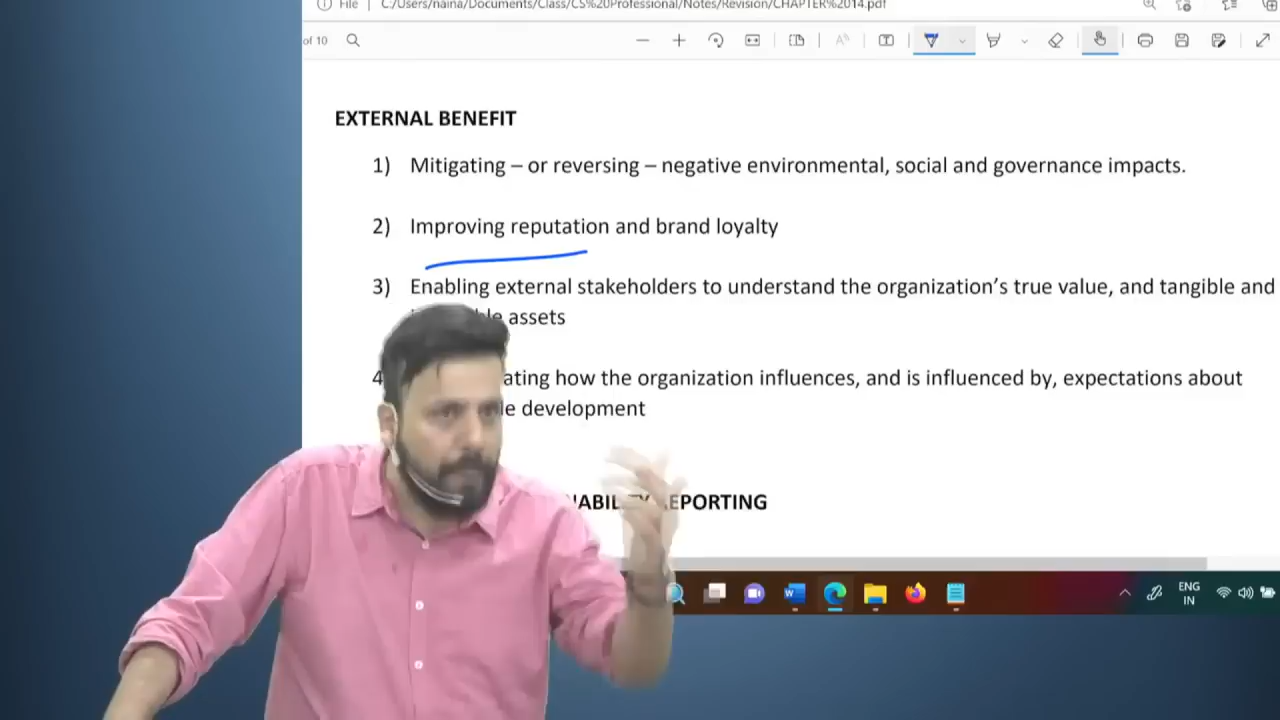 File C:/Users/naina/Documents/Class/CS%20Professional/Notes/Revision/CHAPTER%2014.pdf
of 10
EXTERNAL BENEFIT
1) Mitigating – or reversing – negative environmental, social and governance impacts.
2) Improving reputation and brand loyalty
3) Enabling external stakeholders to understand the organization's true value, and tangible and
assets
4 how the organization influences, and is influenced by, expectations about
development
REPORTING
ENG
IN